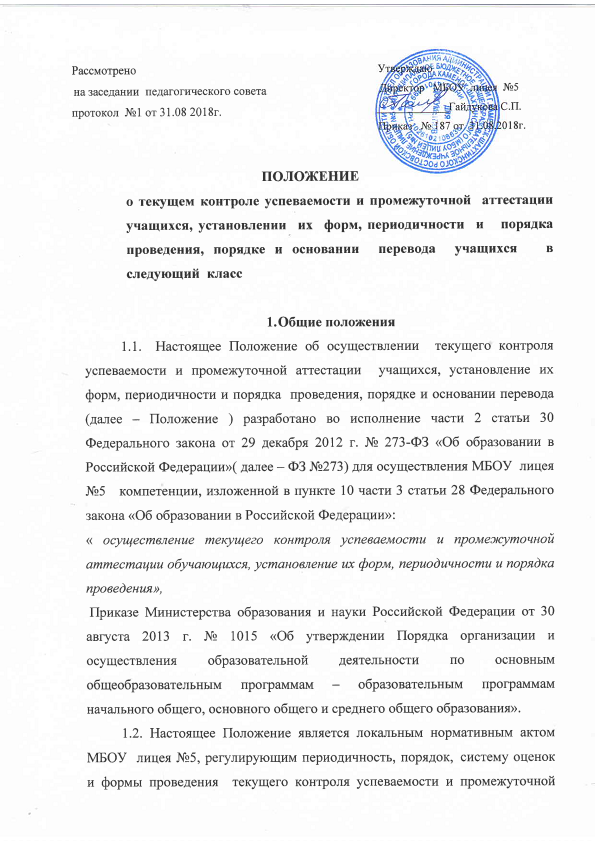 Рассмотрено
на заседании педагогического совета
протокол №1 от 31.08 2018г.
Утверждаю
Директор МБОУ лицея №5
Гайдукова С.П.
Приказ № 187 от 31.08.2018г.
ПОЛОЖЕНИЕ
о текущем контроле успеваемости и промежуточной аттестации
учащихся, установлении их форм, периодичности и порядка
проведения, порядке и основании перевода учащихся в
следующий класс
1.Общие положения
1.1. Настоящее Положение об осуществлении текущего контроля
успеваемости и промежуточной аттестации учащихся, установление их
форм, периодичности и порядка проведения, порядке и основании перевода
(далее – Положение ) разработано во исполнение части 2 статьи 30
Федерального закона от 29 декабря 2012 г. № 273-ФЗ «Об образовании в
Российской Федерации»( далее – ФЗ №273) для осуществления МБОУ лицея
№5 компетенции, изложенной в пункте 10 части 3 статьи 28 Федерального
закона «Об образовании в Российской Федерации»:
« осуществление текущего контроля успеваемости и промежуточной
аттестации обучающихся, установление их форм, периодичности и порядка
проведения»,
Приказе Министерства образования и науки Российской Федерации от 30
августа 2013 г. № 1015 «Об утверждении Порядка организации и
осуществления образовательной деятельности по основным
общеобразовательным программам – образовательным программам
начального общего, основного общего и среднего общего образования».
1.2. Настоящее Положение является локальным нормативным актом
МБОУ лицея №5, регулирующим периодичность, порядок, систему оценок
и формы проведения текущего контроля успеваемости и промежуточной